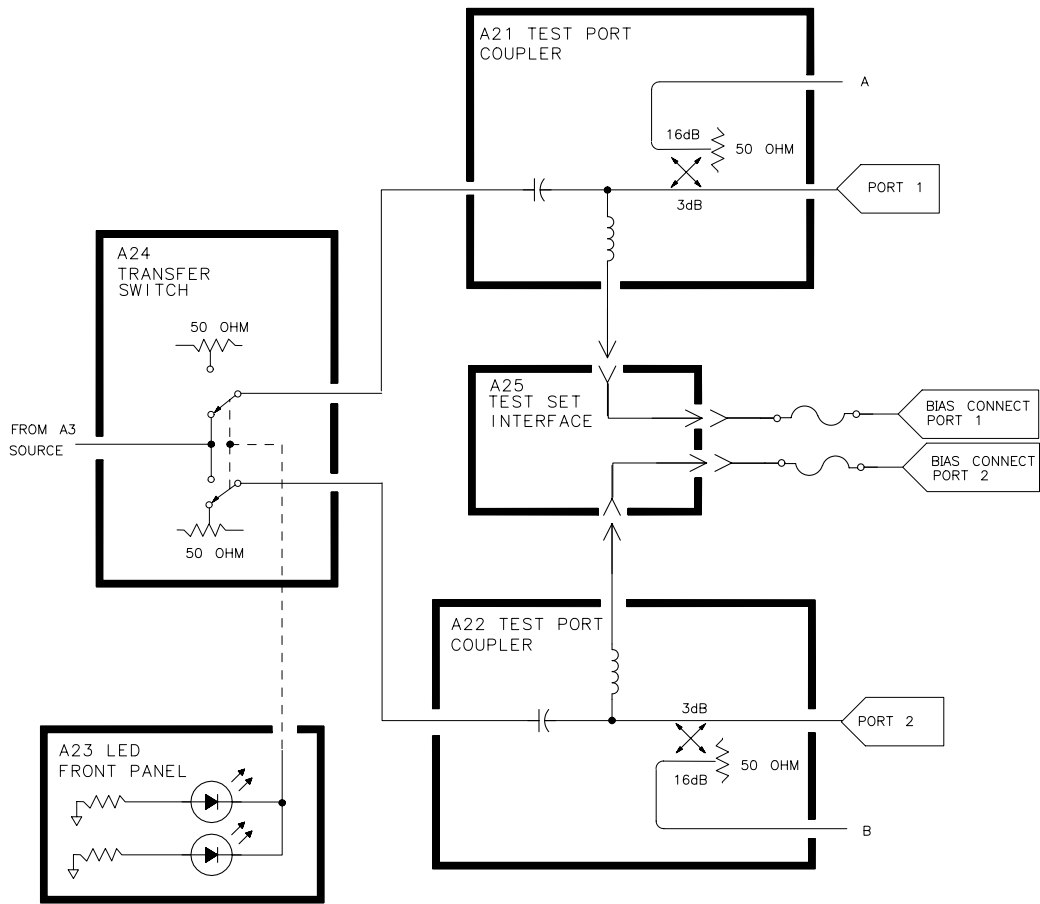 A21 TEST PORT
COUPLER
A
16dB
50 OHM
3dB
PORT 1
A24
TRANSFER
SWITCH
50 OHM
FROM A3
SOURCE
50 OHM
A25
TEST SET
INTERFACE
BIAS CONNECT
PORT 1
BIAS CONNECT
PORT 2
A22 TEST PORT
COUPLER
3dB
PORT 2
50 OHM
16dB
B
A23 LED
FRONT PANEL